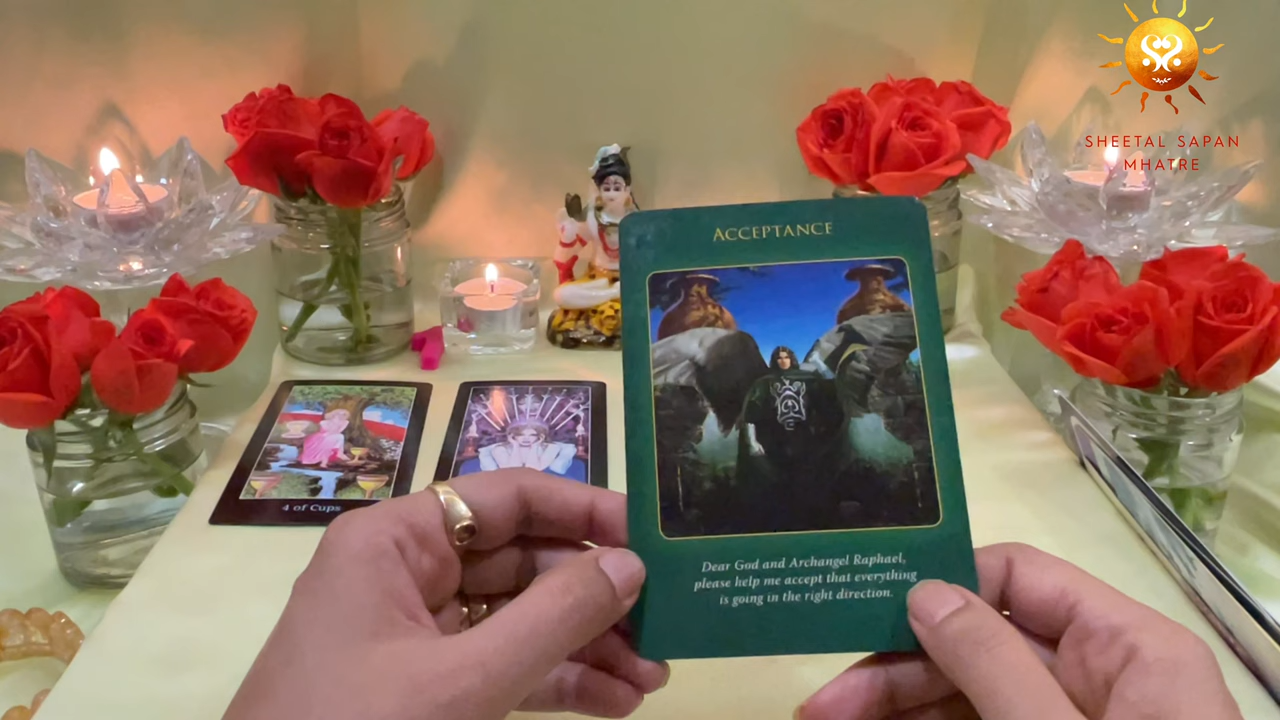 SHEETAL SAPAN
MHATRE
ACCEPTANCE
4 of Cups
Dear God and Archangel Raphael,
please help me accept that everything
is going in the right direction.